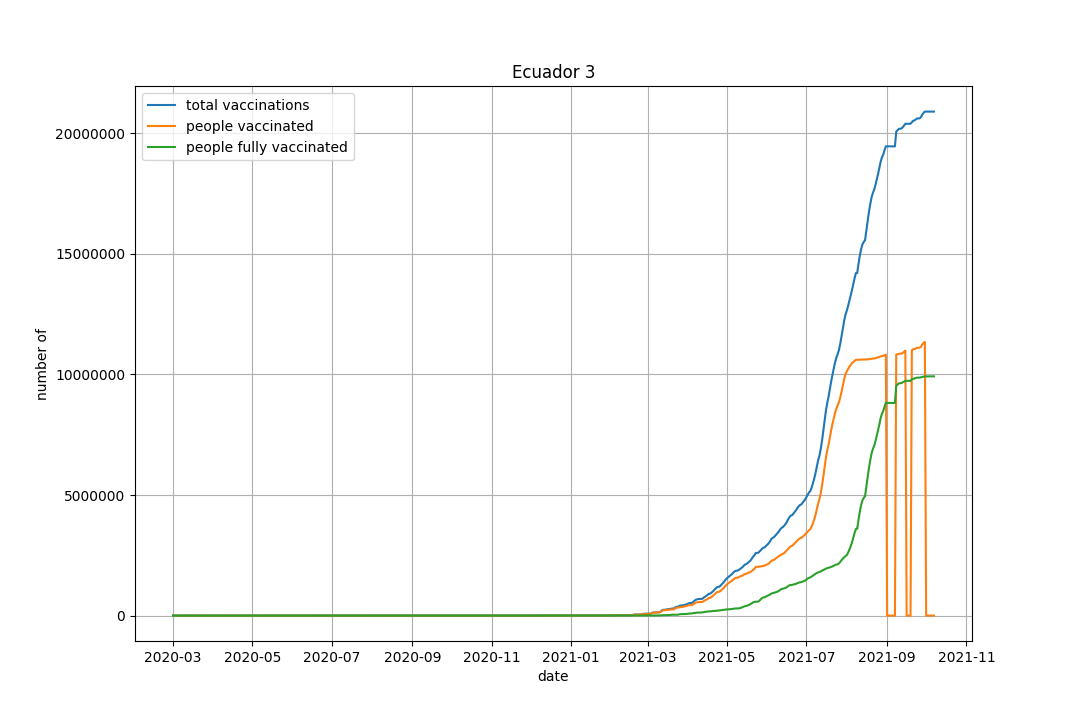 Ecuador 3
total vaccinations
people vaccinated
people fully vaccinated
number of
20000000
15000000
10000000
5000000
0
2020-03 2020-05 2020-07 2020-09 2020-11 2021-01 2021-03 2021-05 2021-07 2021-09 2021-11
date